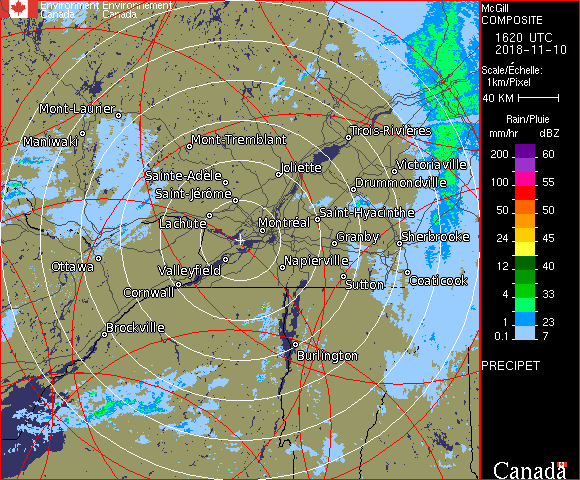 Environment Environnement
Canada Canada
McGill
COMPOSITE
1620 UTC
2018-11-10
Scale/Échelle:
1km/Pixel
40 KM
Rain/Pluie
mm/hr dBZ
200 60
100 55
50 50
24 45
12 40
4 33
1 23
0.1 7
PRECIPET
Canada
Mont-Laurier
Maniwaki
Mont-Tremblant
Trois-Rivières
Joliette
Victoriaville
Sainte-Adèle
Drummondville
Saint-Jérôme
Lachute
Saint-Hyacinthe
Montréal
Granby
Sherbrooke
Ottawa
Valleyfield
Napierville
Sutton
Coaticook
Cornwall
Brockville
Burlington